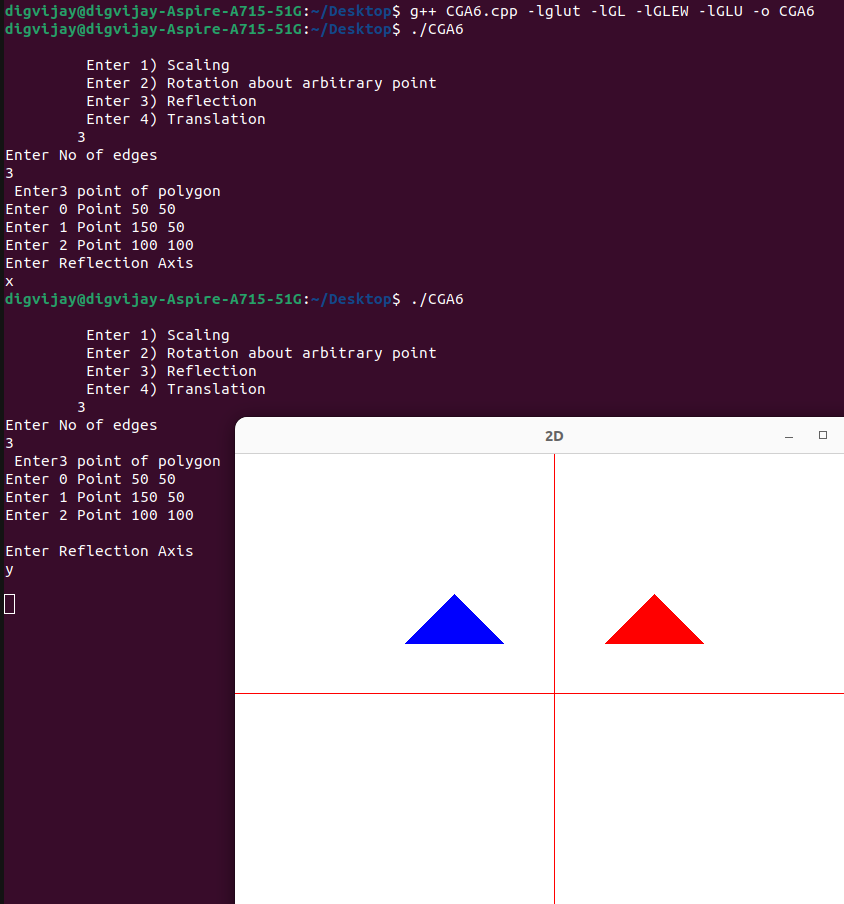 digvijay@digvijay-Aspire-A715-51G:~/Desktop$ g++ CGA6.cpp -lglut -lGL -lGLEW -lGLU -o CGA6
digvijay@digvijay-Aspire-A715-51G:~/Desktop$ ./CGA6
Enter 1) Scaling
Enter 2) Rotation about arbitrary point
Enter 3) Reflection
Enter 4) Translation
3
Enter No of edges
3
Enter3 point of polygon
Enter 0 Point 50 50
Enter 1 Point 150 50
Enter 2 Point 100 100
Enter Reflection Axis
x
digvijay@digvijay-Aspire-A715-51G:~/Desktop$ ./CGA6
Enter 1) Scaling
Enter 2) Rotation about arbitrary point
Enter 3) Reflection
Enter 4) Translation
3
Enter No of edges
3
Enter3 point of polygon
Enter 0 Point 50 50
Enter 1 Point 150 50
Enter 2 Point 100 100
Enter Reflection Axis
y
2D